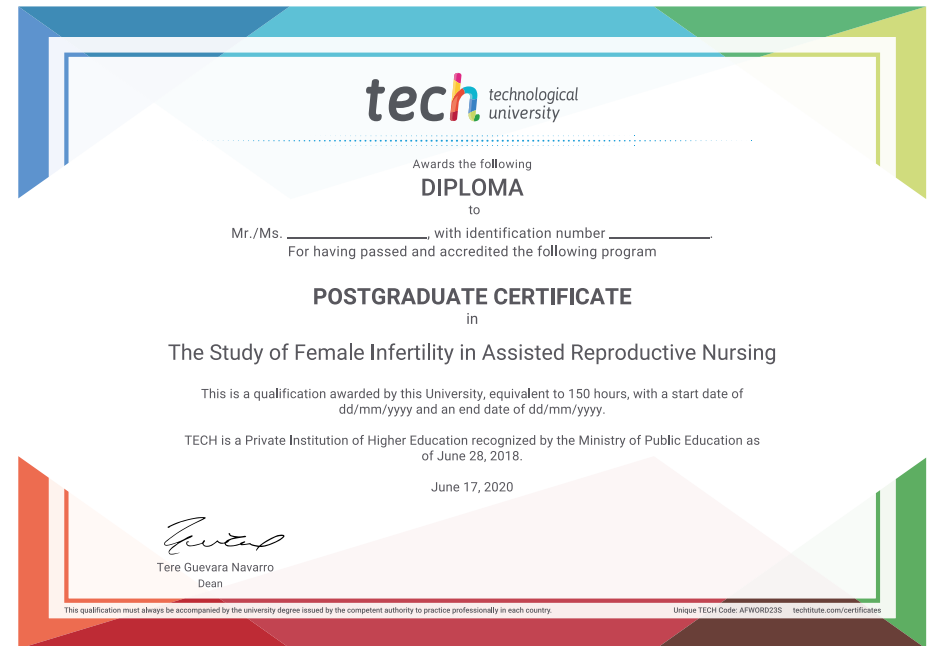 tech technological
university
Awards the following
DIPLOMA
to
Mr./Ms. ____________________, with identification number ______________.
For having passed and accredited the following program
POSTGRADUATE CERTIFICATE
in
The Study of Female Infertility in Assisted Reproductive Nursing
This is a qualification awarded by this University, equivalent to 150 hours, with a start date of
dd/mm/yyyy and an end date of dd/mm/yyyy.
TECH is a Private Institution of Higher Education recognized by the Ministry of Public Education as
of June 28, 2018.
June 17, 2020
Tere Guevara Navarro
Dean
This qualification must always be accompanied by the university degree issued by the competent authority to practice professionally in each country.
Unique TECH Code: AFWORD23S techtitute.com/certificates